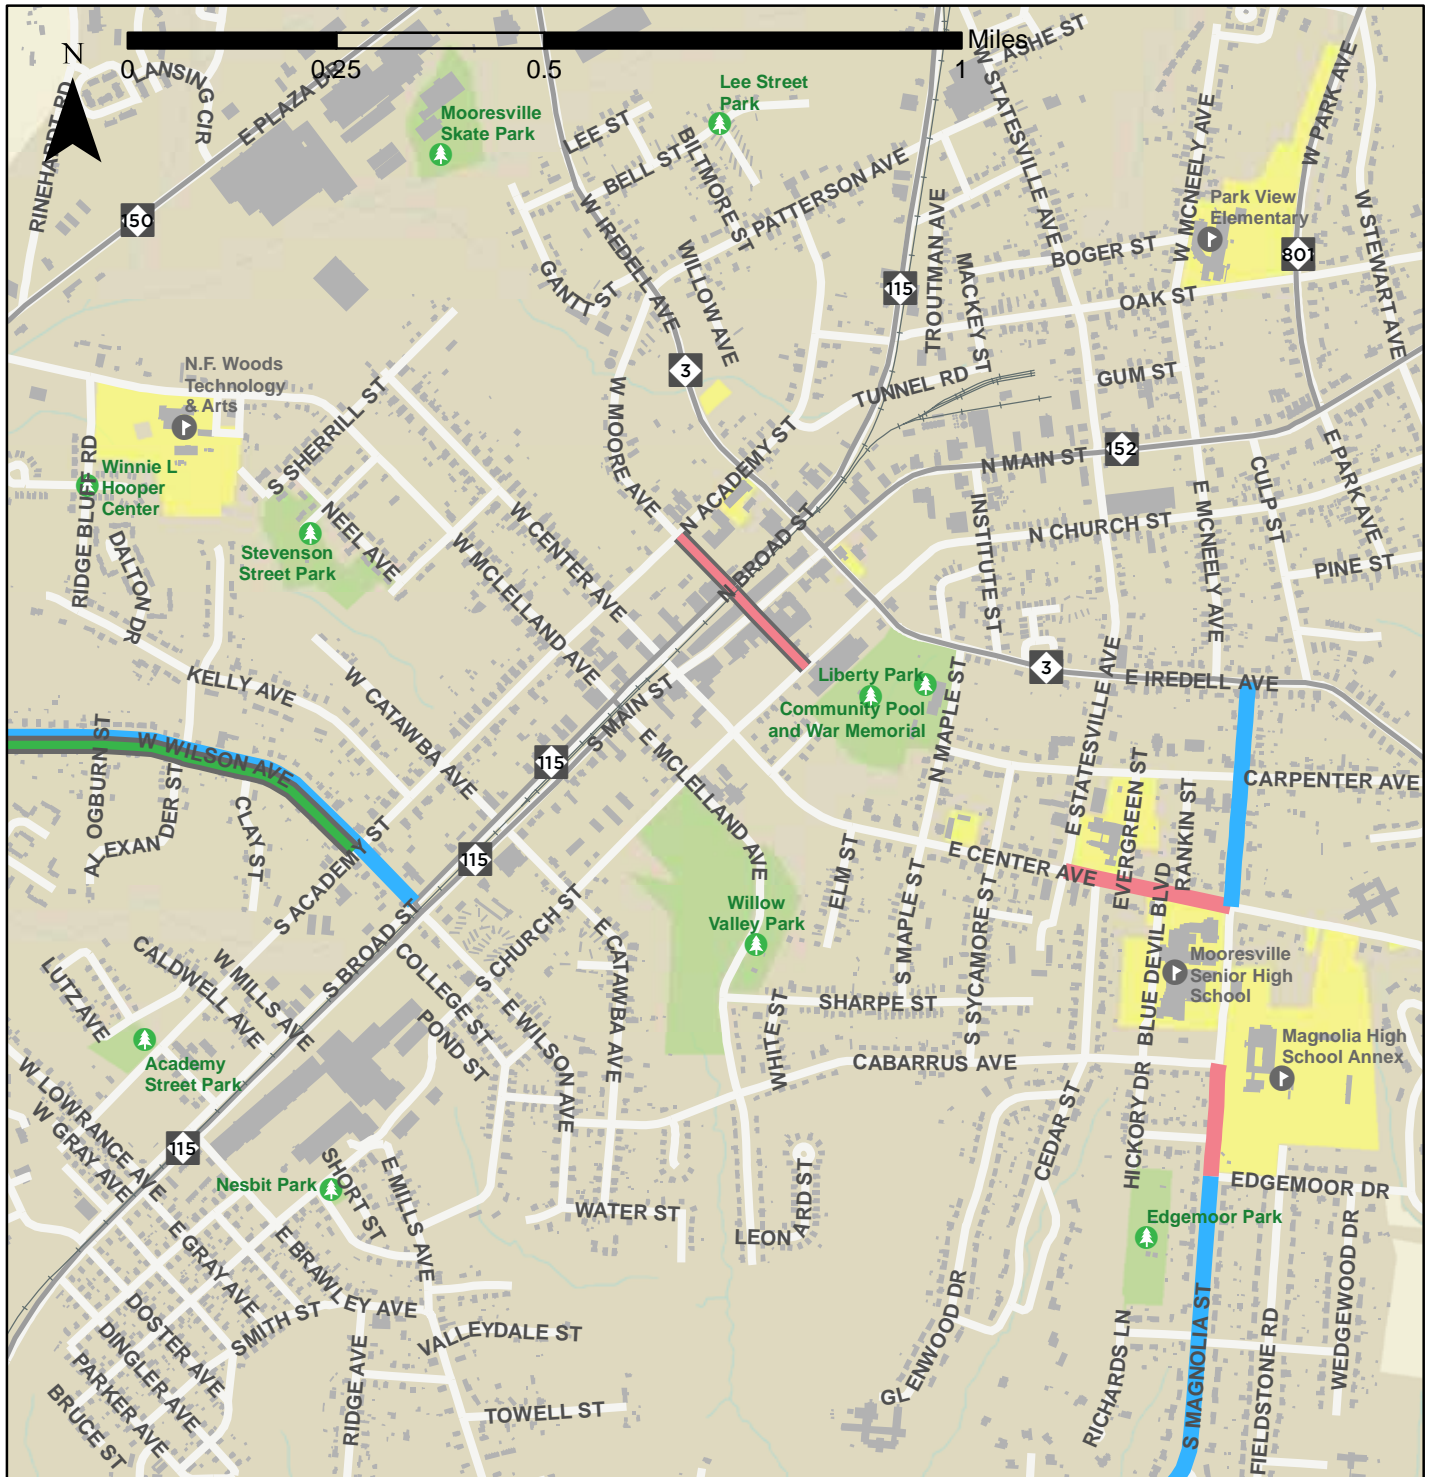 N
0
0.25
0.5
1
Miles
ASHE ST
LANSING CIR
E PLAZA DR
RINEHART RD
Mooresville
Skate Park
Lee Street
Park
LEE ST
BELL ST
BILTMORE ST
PATTERSON AVE
W STATESVILLE AVE
W MCNEELY AVE
W PARK AVE
W STEWART AVE
Park View
Elementary
150
W IREDELL AVE
WILLOW AVE
GANTT ST
TROUTMAN AVE
MACKEY ST
BOGER ST
OAK ST
801
115
3
N.F. Woods
Technology
& Arts
S SHERRILL ST
W MOORE AVE
N ACADEMY ST
TUNNEL RD
GUM ST
N MAIN ST
152
E PARK AVE
CULP ST
RIDGE BLUFF RD
Winnie L
Hooper
Center
NEEL AVE
Stevenson
Street Park
DALTON DR
W CENTER AVE
W MCLELLAND AVE
N BROAD ST
INSTITUTE ST
N CHURCH ST
E MCNEELY AVE
PINE ST
KELLY AVE
W CATAWBA AVE
S MAIN ST
Liberty Park
Community Pool
and War Memorial
N MAPLE ST
3
E IREDELL AVE
E STATESVILLE AVE
OGBURN ST
W WILSON AVE
115
E MCLELLAND AVE
EVERGREEN ST
RANKIN ST
CARPENTER AVE
ALEXANDER ST
CLAY ST
115
S ACADEMY ST
E CENTER AVE
ELM ST
S MAPLE ST
S SYCAMORE ST
Willow
Valley Park
BLUE DEVIL BLVD
S BROAD ST
S CHURCH ST
E CATAWBA AVE
COLLEGE ST
CALDWELL AVE
W MILLS AVE
LUTZ AVE
Mooresville
Senior High
School
SHARPE ST
WHITE ST
POND ST
E WILSON AVE
Academy
Street Park
CABARRUS AVE
Magnolia High
School Annex
W LOWRANCE AVE
W GRAY AVE
115
CEDAR ST
HICKORY DR
Nesbit Park
SHORT ST
E MILLS AVE
WATER ST
LEONARD ST
EDGEMOOR DR
Edgemoor Park
E GRAY AVE
E BRAWLEY AVE
SMITH ST
VALLEYDALE ST
DOSTER AVE
DINGLER AVE
PARKER AVE
BRUCE ST
RIDGE AVE
TOWELL ST
GLENWOOD DR
RICHARDS LN
S MAGNOLIA ST
FIELDSTONE RD
WEDGEWOOD DR